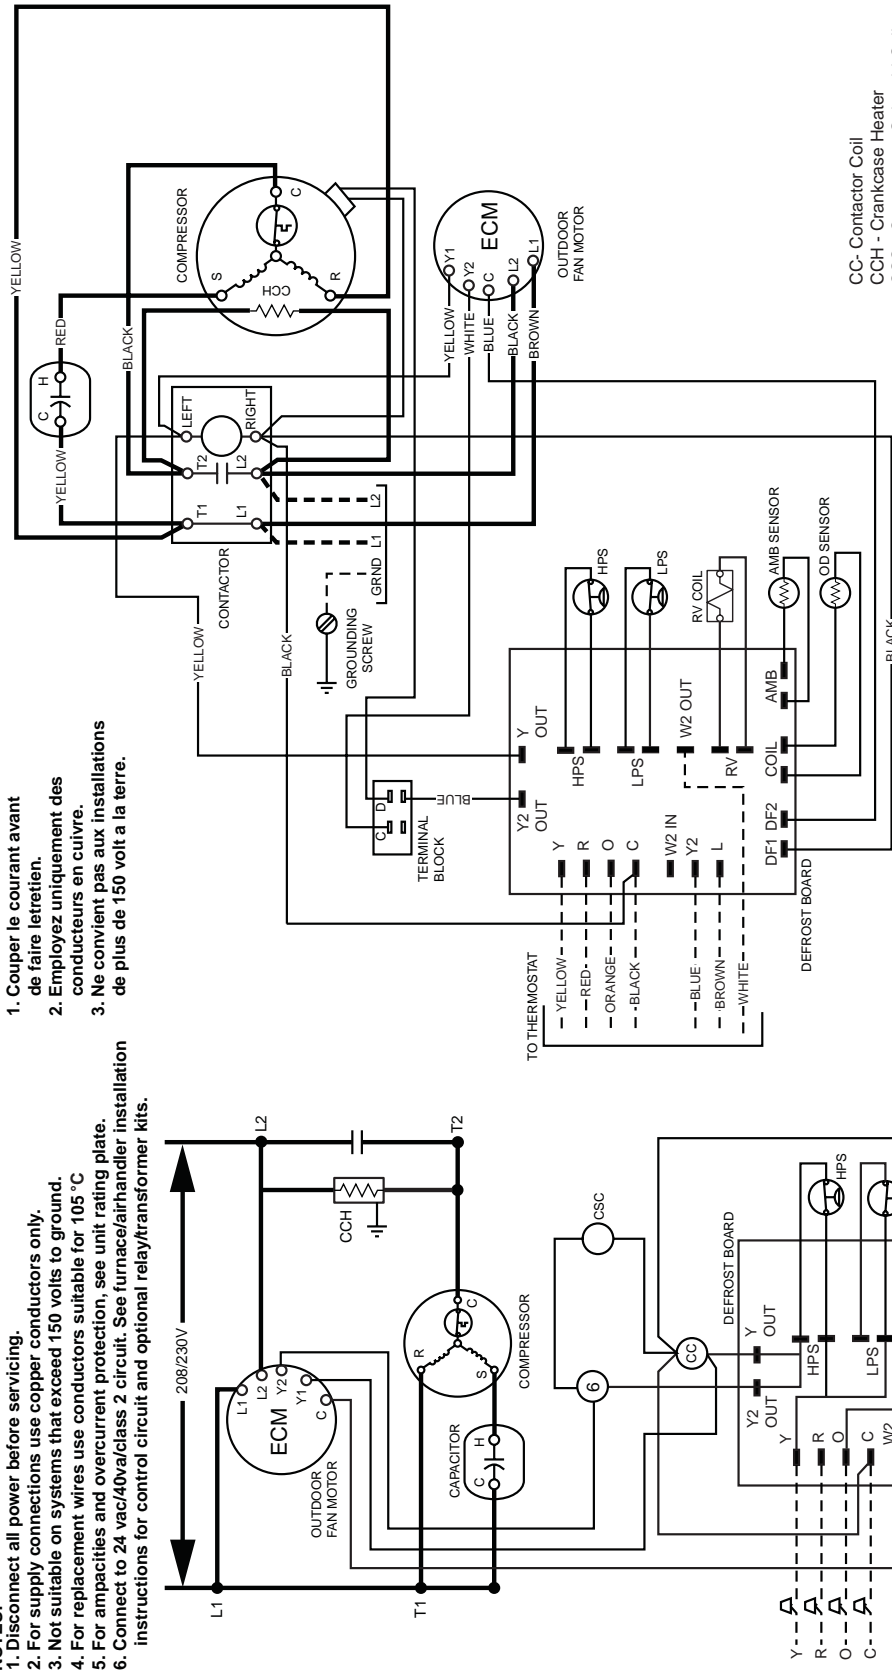 1. Disconnect all power before servicing.
2. For supply connections use copper conductors only.
3. Not suitable on systems that exceed 150 volts to ground.
4. For replacement wires use conductors suitable for 105 °C
5. For ampacities and overcurrent protection, see unit rating plate.
6. Connect to 24 vac/40va/class 2 circuit. See furnace/airhandler installation
instructions for control circuit and optional relay/transformer kits.
1. Couper le courant avant
de faire letretien.
2. Employez uniquement des
conducteurs en cuivre.
3. Ne convient pas aux installations
de plus de 150 volt a la terre.
208/230V
L1
L2
L1
L2
Y2
Y1
C
ECM
OUTDOOR
FAN MOTOR
CCH
T1
T2
R
S
C
COMPRESSOR
CAPACITOR
C
H
CSC
6
CC
DEFROST BOARD
Y2
OUT
Y
OUT
HPS
HPS
LPS
Y
R
O
C
W2
Y
R
O
C
YELLOW
YELLOW
C
H
RED
BLACK
COMPRESSOR
S
C
R
CCH
CONTACTOR
T1
T2
L1
L2
LEFT
RIGHT
YELLOW
BLACK
GROUNDING
SCREW
GRND
L1
L2
YELLOW
WHITE
BLUE
BLACK
BROWN
Y1
Y2
C
L2
L1
ECM
OUTDOOR
FAN MOTOR
TERMINAL
BLOCK
C
D
BLUE
Y2
OUT
Y
OUT
HPS
LPS
W2 OUT
RV
HPS
LPS
RV COIL
AMB SENSOR
OD SENSOR
Y
R
O
C
W2 IN
Y2
L
DF1
DF2
COIL
AMB
DEFROST BOARD
TO THERMOSTAT
YELLOW
RED
ORANGE
BLACK
BLUE
BROWN
WHITE
BLACK
CC- Contactor Coil
CCH - Crankcase Heater